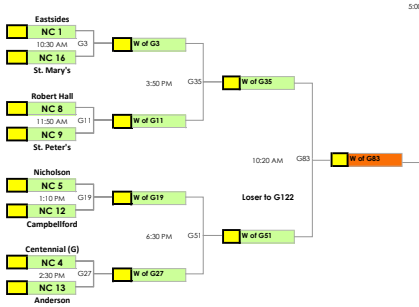 5:0
Eastsides
NC 1
10:30 AM G3
NC 16
St. Mary's
W of G3
3:50 PM G35
W of G35
Robert Hall
NC 8
11:50 AM G11
NC 9
St. Peter's
W of G11
10:20 AM G83
W of G83
Nicholson
NC 5
1:10 PM G19
NC 12
Campbellford
W of G19
Loser to G122
6:30 PM G51
W of G51
Centennial (G)
NC 4
2:30 PM G27
NC 13
Anderson
W of G27